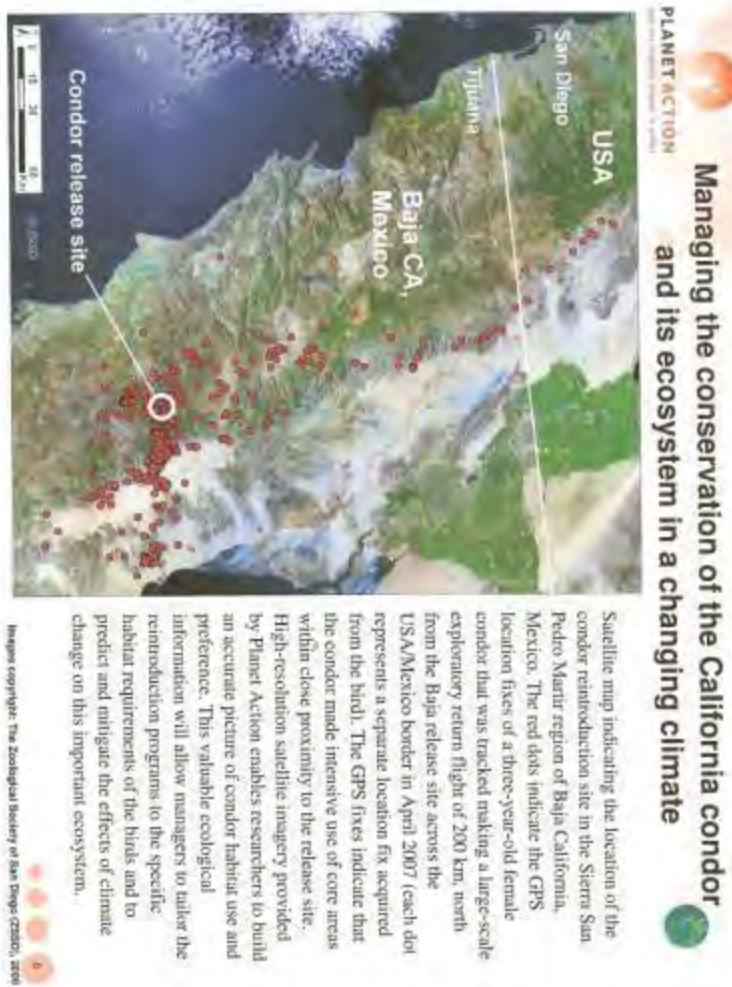 PLANET ACTION
Managing the conservation of the California condor
and its ecosystem in a changing climate
San Diego
USA
Tijuana
Baja CA,
Mexico
Condor release site
Km
Satellite map indicating the location of the
condor reintroduction site in the Sierra San
Pedro Martir region of Baja California,
Mexico. The red dots indicate the GPS
location fixes of a three-year-old female
condor that was tracked making a large-scale
exploratory return flight of 200 km, north
from the Baja release site across the
USA/Mexico border in April 2007 (each dot
represents a separate location fix acquired
from the bird). The GPS fixes indicate that
the condor made intensive use of core areas
within close proximity to the release site.
High-resolution satellite imagery provided
by Planet Action enables researchers to build
an accurate picture of condor habitat use and
preference. This valuable ecological
information will allow managers to tailor the
reintroduction programs to the specific
habitat requirements of the birds and to
predict and mitigate the effects of climate
change on this important ecosystem.
Images copyright: The Zoological Society of San Diego (ZSSD),